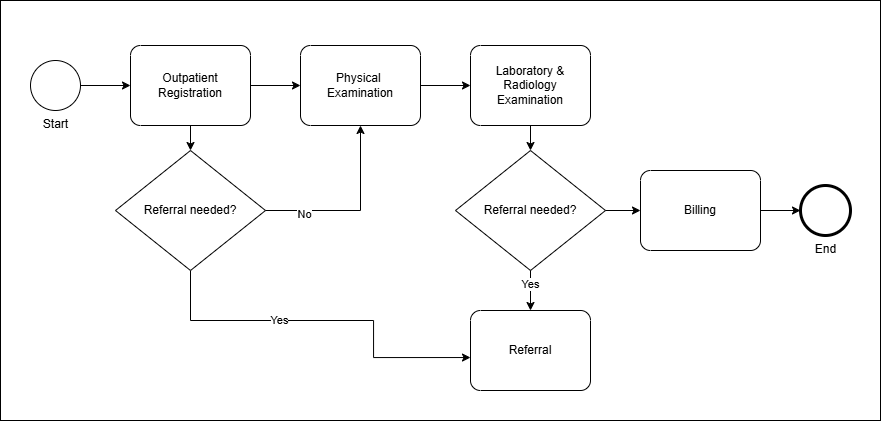 Start
Outpatient
Registration
Physical
Examination
Laboratory &
Radiology
Examination
Referral needed?
No
Referral needed?
Billing
End
Yes
Yes
Referral